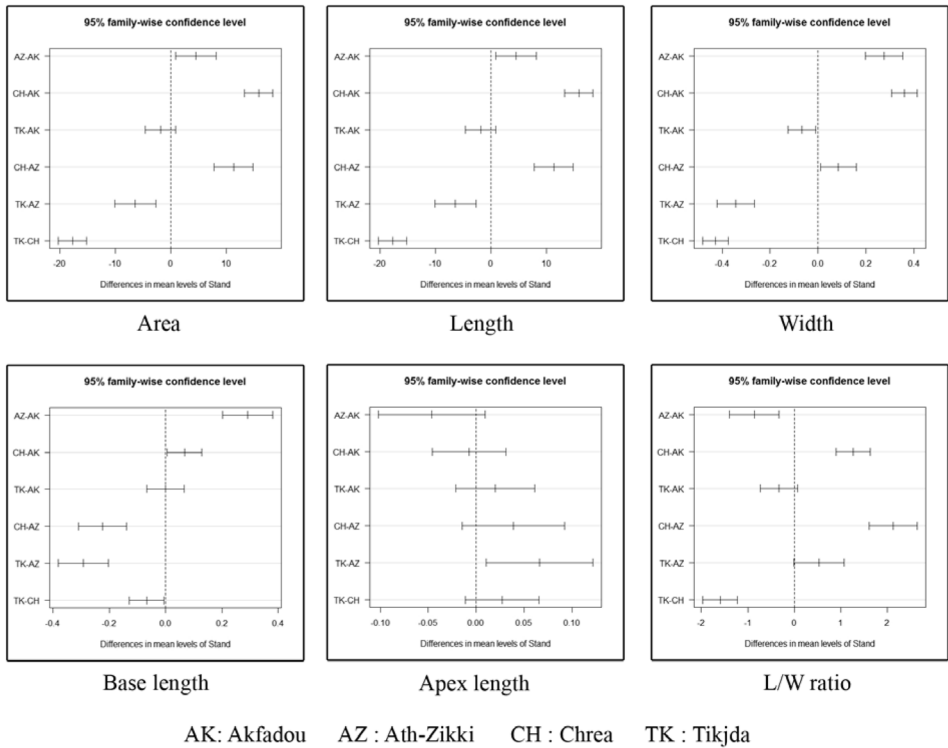 95% family-wise confidence level
AZ-AK
CH-AK
TK-AK
CH-AZ
TK-AZ
TK-CH
-20 -10 0 10
Differences in mean levels of Stand
Area
95% family-wise confidence level
AZ-AK
CH-AK
TK-AK
CH-AZ
TK-AZ
TK-CH
-20 -10 0 10
Differences in mean levels of Stand
Length
95% family-wise confidence level
AZ-AK
CH-AK
TK-AK
CH-AZ
TK-AZ
TK-CH
-0.4 -0.2 0.0 0.2 0.4
Differences in mean levels of Stand
Width
95% family-wise confidence level
AZ-AK
CH-AK
TK-AK
CH-AZ
TK-AZ
TK-CH
-0.4 -0.2 0.0 0.2 0.4
Differences in mean levels of Stand
Base length
95% family-wise confidence level
AZ-AK
CH-AK
TK-AK
CH-AZ
TK-AZ
TK-CH
-0.10 -0.05 0.00 0.05 0.10
Differences in mean levels of Stand
Apex length
95% family-wise confidence level
AZ-AK
CH-AK
TK-AK
CH-AZ
TK-AZ
TK-CH
-2 -1 0 1 2
Differences in mean levels of Stand
L/W ratio
AK: Akfadou AZ : Ath-Zikki CH : Chrea TK : Tikjda